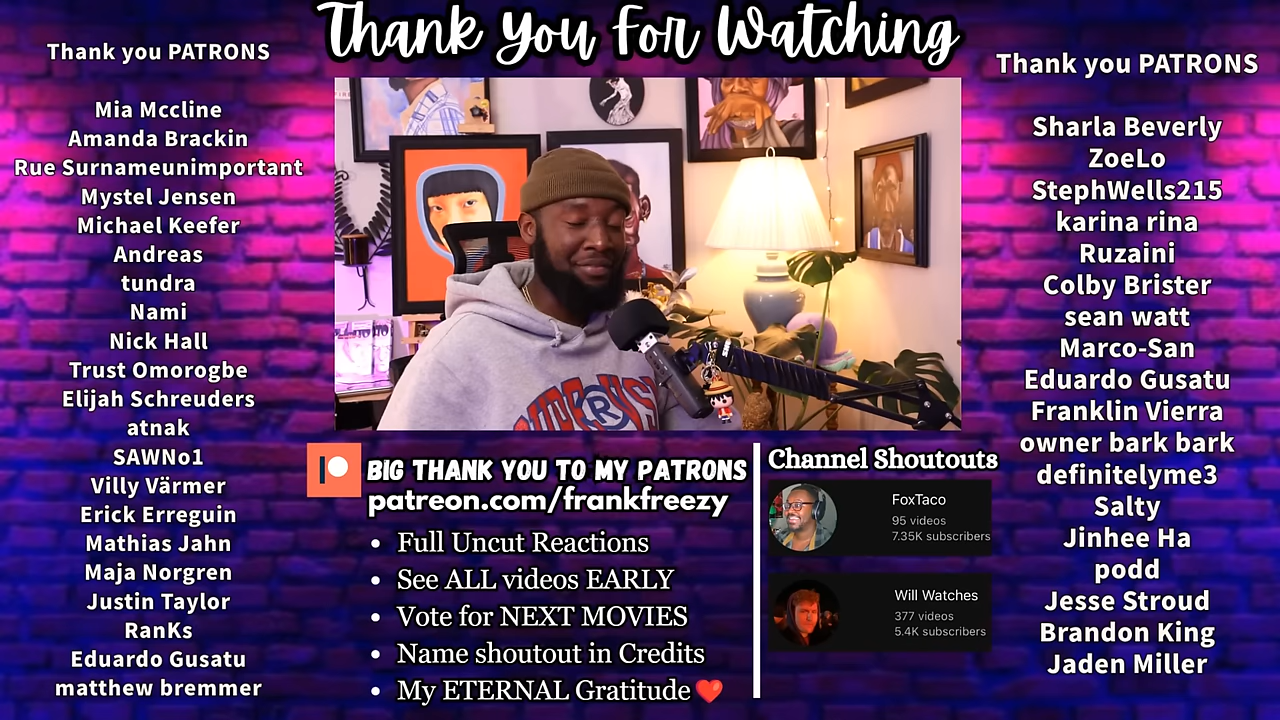 Thank You For Watching
Thank you PATRONS
Mia Mccline
Amanda Brackin
Rue Surnameunimportant
Mystel Jensen
Michael Keefer
Andreas
tundra
Nami
Nick Hall
Trust Omorogbe
Elijah Schreuders
atnak
SAWNo1
Villy Värmer
Erick Erreguin
Mathias Jahn
Maja Norgren
Justin Taylor
RanKs
Eduardo Gusatu
matthew bremmer
BIG THANK YOU TO MY PATRONS
patreon.com/frankfreezy
• Full Uncut Reactions
• See ALL videos EARLY
• Vote for NEXT MOVIES
• Name shoutout in Credits
• My ETERNAL Gratitude ❤️
Channel Shoutouts
FoxTaco
95 videos
7.35K subscribers
Will Watches
377 videos
5.4K subscribers
Thank you PATRONS
Sharla Beverly
ZoeLo
StephWells215
karina rina
Ruzaini
Colby Brister
sean watt
Marco-San
Eduardo Gusatu
Franklin Vierra
owner bark bark
definitelyme3
Salty
Jinhee Ha
podd
Jesse Stroud
Brandon King
Jaden Miller